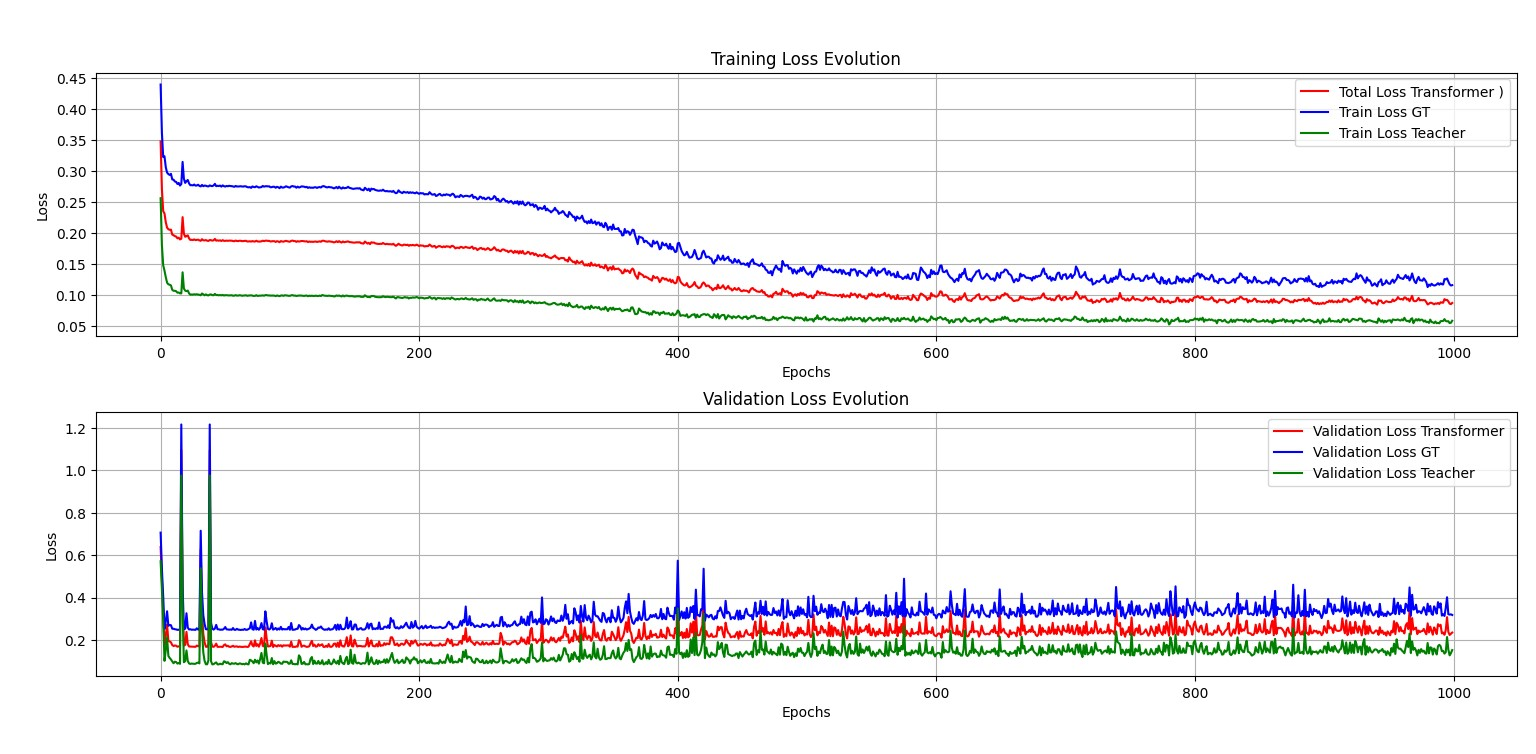 Training Loss Evolution
0.45
0.40
0.35
0.30
0.25
0.20
0.15
0.10
0.05
Loss
Total Loss Transformer )
Train Loss GT
Train Loss Teacher
0
200
400
600
800
1000
Epochs
Validation Loss Evolution
1.2
1.0
0.8
0.6
0.4
0.2
Loss
Validation Loss Transformer
Validation Loss GT
Validation Loss Teacher
0
200
400
600
800
1000
Epochs